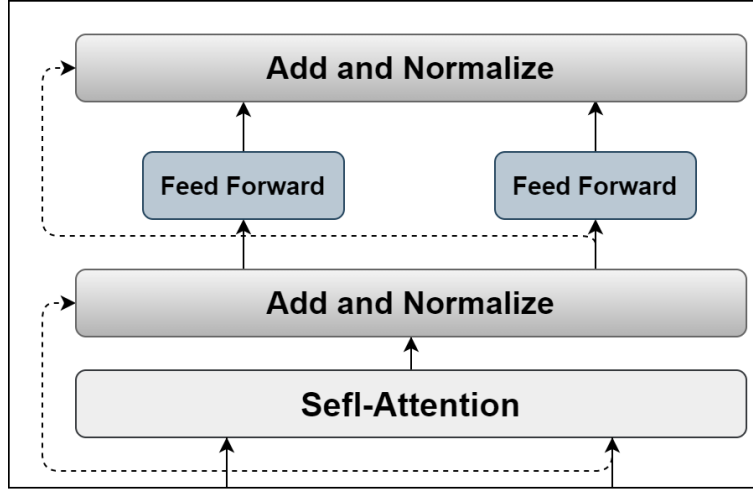 Add and Normalize
Feed Forward
Feed Forward
Add and Normalize
Sefl-Attention